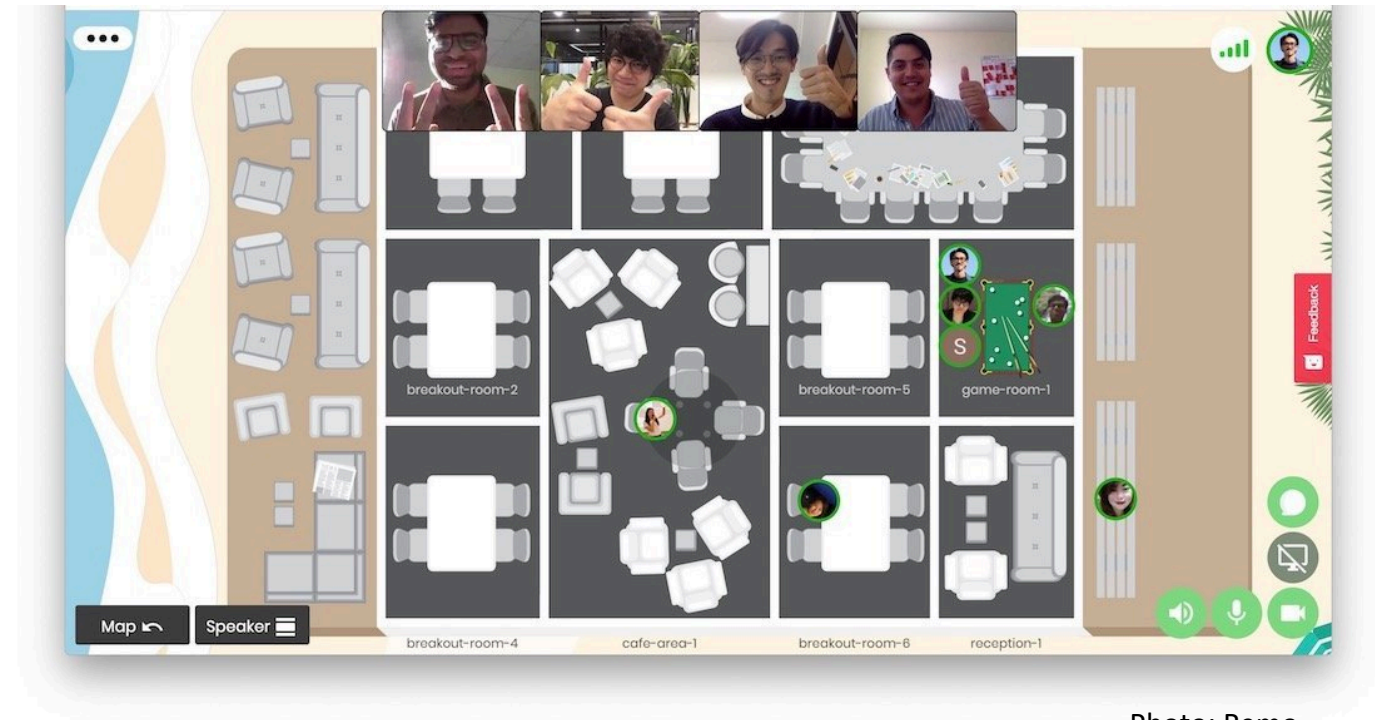 breakout-room-2
breakout-room-5
game-room-1
S
Feedback
Map
Speaker
breakout-room-4
cafe-area-1
breakout-room-6
reception-1
Photo: Remo